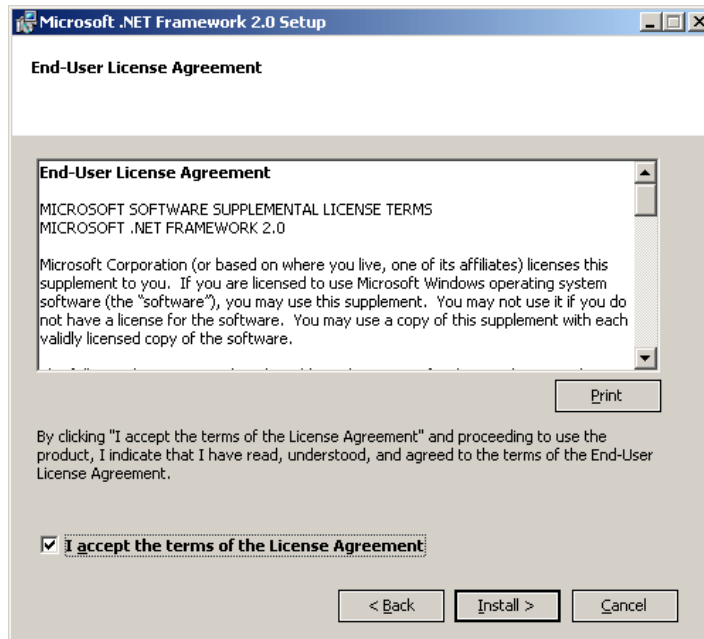 Microsoft .NET Framework 2.0 Setup
End-User License Agreement
End-User License Agreement
MICROSOFT SOFTWARE SUPPLEMENTAL LICENSE TERMS
MICROSOFT .NET FRAMEWORK 2.0
Microsoft Corporation (or based on where you live, one of its affiliates) licenses this
supplement to you.  If you are licensed to use Microsoft Windows operating system
software (the “software”), you may use this supplement.  You may not use it if you do
not have a license for the software.  You may use a copy of this supplement with each
validly licensed copy of the software.
Print
By clicking "I accept the terms of the License Agreement" and proceeding to use the
product, I indicate that I have read, understood, and agreed to the terms of the End-User
License Agreement.
I accept the terms of the License Agreement
< Back
Install >
Cancel